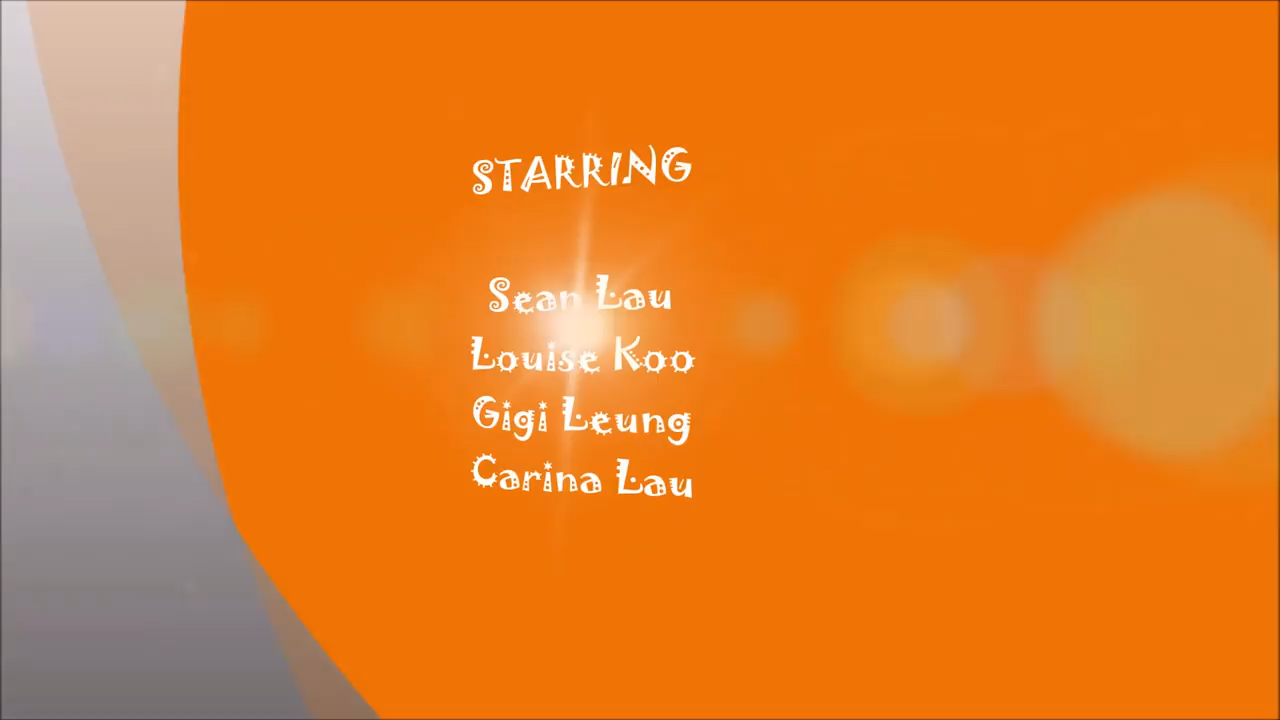 STARRING
Sean Lau
Louise Koo
Gigi Leung
Carina Lau